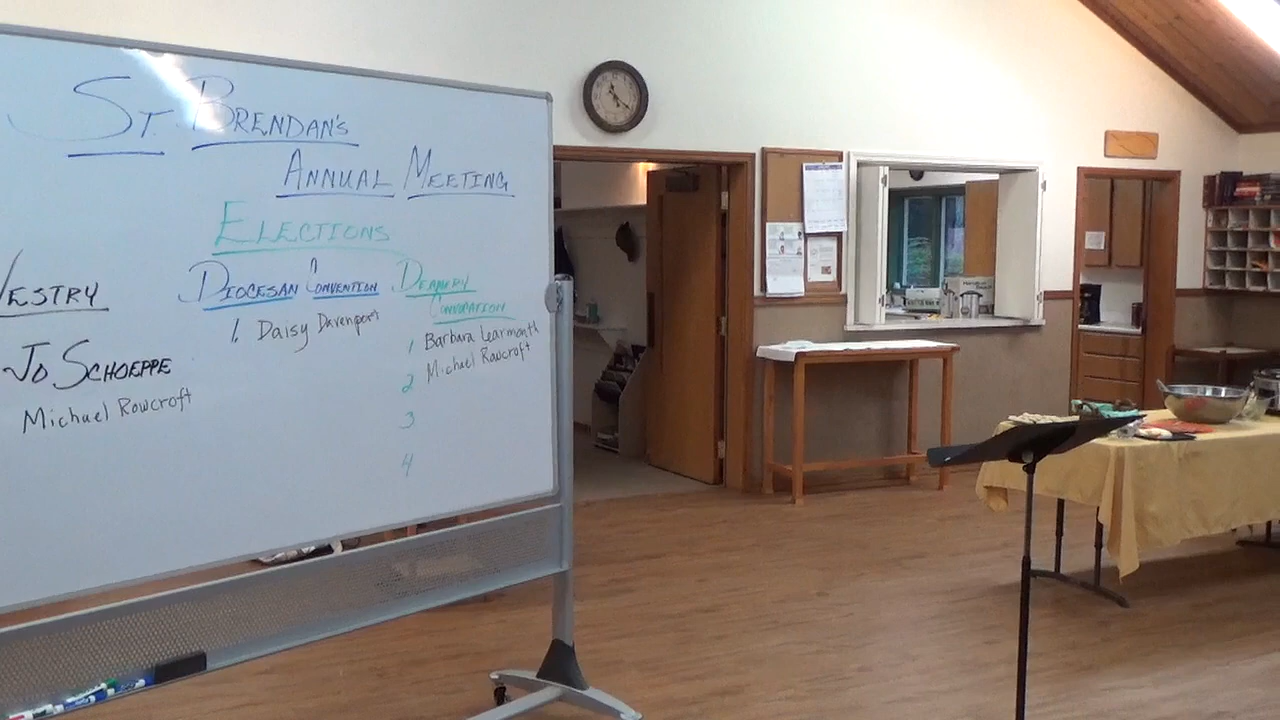 ST. BRENDAN'S
ANNUAL MEETING
ELECTIONS
VESTRY
JO SCHOEPPE
Michael Rowcroft
DIOCESAN CONVENTION
1. Daisy Davenport
DEANERY
CONVOCATION
1 Barbara Learmonth
2 Michael Rowcroft
3
4